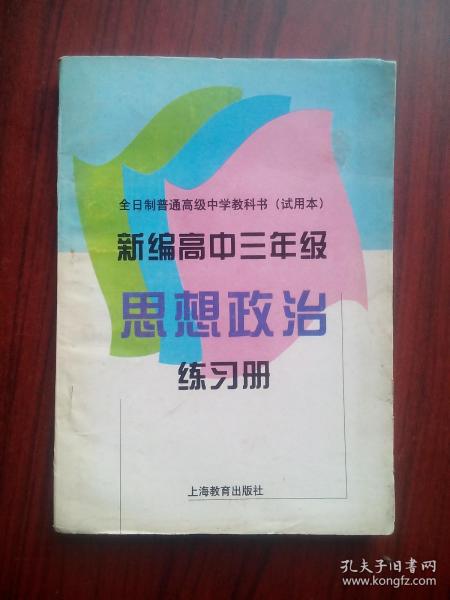 全日制普通高级中学教科书（试用本）
新编高中三年级
思想政治
练习册
上海教育出版社
孔夫子旧书网
www.kongfz.com